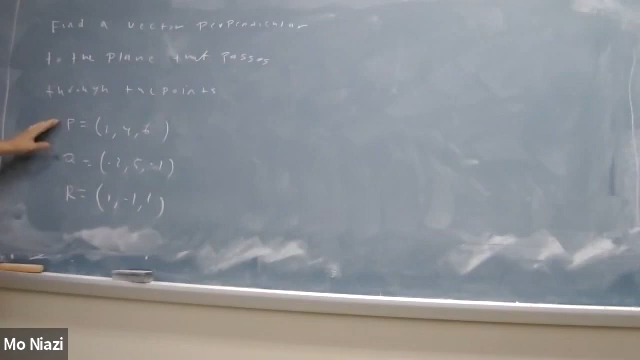 Find a vector perpendicular
to the plane that passes
through the points
P = (1, 4, 6)
Q = (-2, 5, -1)
R = (1, -1, 1)
Mo Niazi